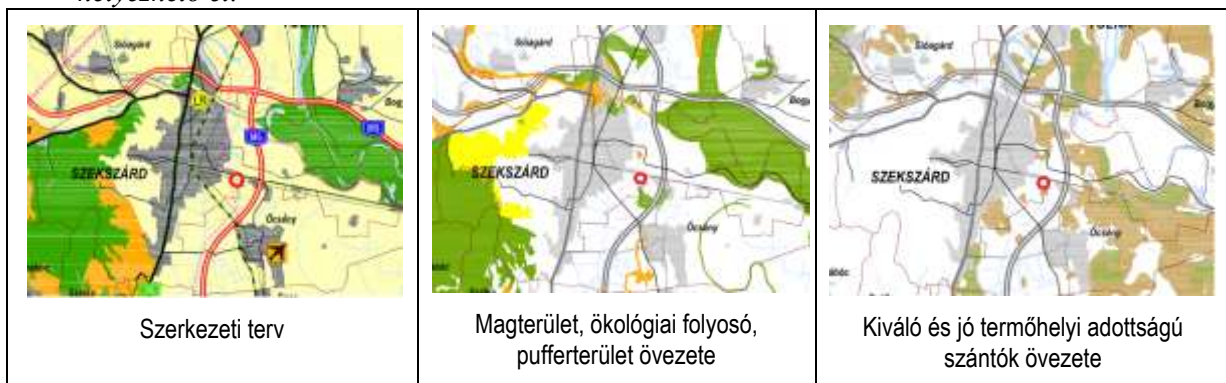 Sióagárd
Sióagárd
Sióagárd
M6
SZEKSZÁRD
SZEKSZÁRD
SZEKSZÁRD
Őcsény
Őcsény
Őcsény
Szerkezeti terv
Magterület, ökológiai folyosó,
pufferterület övezete
Kiváló és jó termőhelyi adottságú
szántók övezete